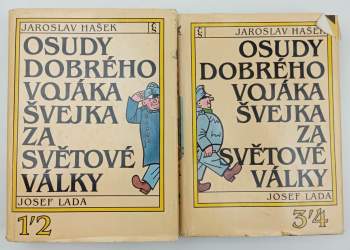 JAROSLAV HAŠEK
OSUDY
DOBRÉHO
VOJÁKA
ŠVEJKA
ZA
SVĚTOVÉ
VÁLKY
JOSEF LADA
1'2
JAROSLAV HAŠEK
OSUDY
DOBRÉHO
VOJÁKA
ŠVEJKA
ZA
SVĚTOVÉ
VÁLKY
JOSEF LADA
3'4